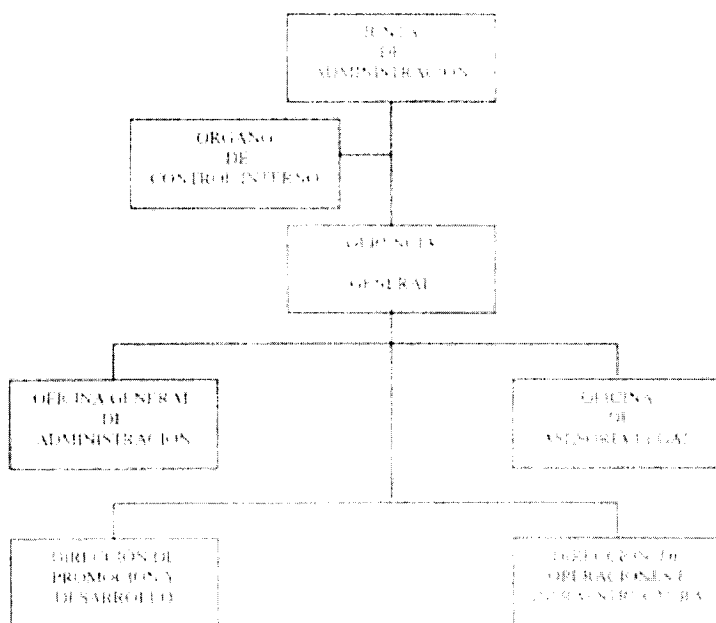 JUNTA
DE
ADMINISTRACION
ORGANO
DE
CONTROL INTERNO
GERENCIA
GENERAL
OFICINA GENERAL
DE
ADMINISTRACION
OFICINA
DE
ASESORIA LEGAL
DIRECCION DE
PROMOCION Y
DESARROLLO
DIRECCION DE
OPERACIONES E
INFRAESTRUCTURA